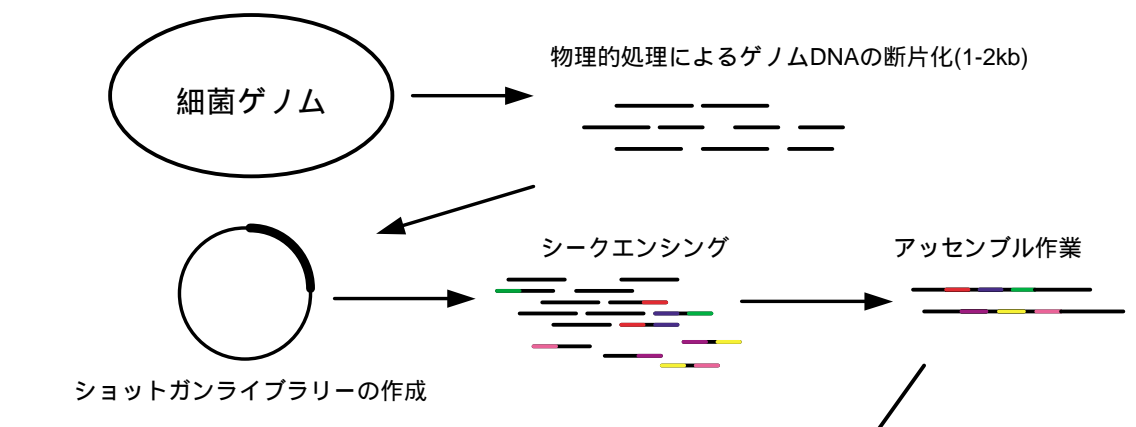 物理的処理によるゲノムDNAの断片化(1-2kb)
細菌ゲノム
シークエンシング
アッセンブル作業
ショットガンライブラリーの作成